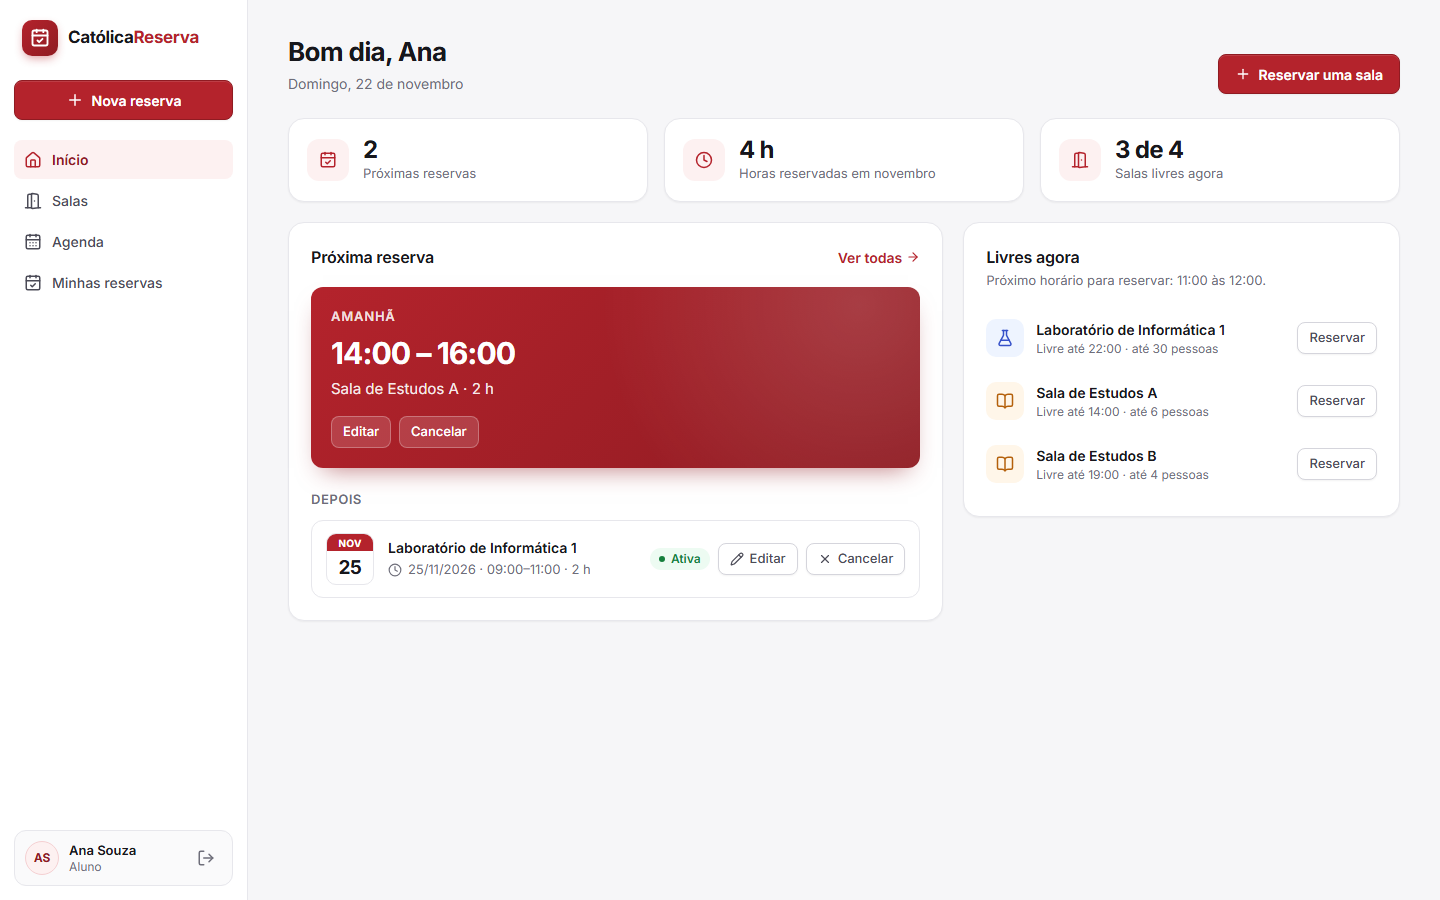 CatólicaReserva
Nova reserva
Início
Salas
Agenda
Minhas reservas
AS
Ana Souza
Aluno
Bom dia, Ana
Domingo, 22 de novembro
Reservar uma sala
2
Próximas reservas
4 h
Horas reservadas em novembro
3 de 4
Salas livres agora
Próxima reserva
Ver todas
AMANHÃ
14:00 – 16:00
Sala de Estudos A · 2 h
Editar
Cancelar
DEPOIS
NOV
25
Laboratório de Informática 1
25/11/2026 · 09:00–11:00 · 2 h
Ativa
Editar
Cancelar
Livres agora
Próximo horário para reservar: 11:00 às 12:00.
Laboratório de Informática 1
Livre até 22:00 · até 30 pessoas
Reservar
Sala de Estudos A
Livre até 14:00 · até 6 pessoas
Reservar
Sala de Estudos B
Livre até 19:00 · até 4 pessoas
Reservar